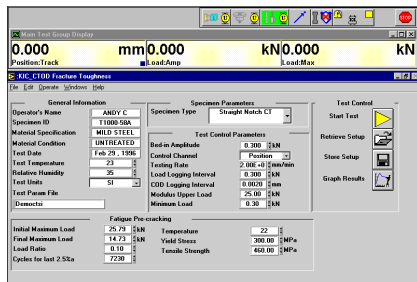 STOP
Main Test Group Display
0.000 mm 0.000 kN 0.000 kN
Position:Track Load:Amp Load:Max
:KIC_CTOD Fracture Toughness
File Edit Operate Windows Help
General Information
Operator's Name ANDY C
Specimen ID T1000-58A
Material Specification MILD STEEL
Material Condition UNTREATED
Test Date Feb 29 , 1996
Test Temperature 23
Relative Humidity 35
Test Units SI
Test Param File
Democtsi
Specimen Parameters
Specimen Type Straight Notch CT
Test Control Parameters
Bed-in Amplitude 0.300 kN
Control Channel Position
Testing Rate 2.00E+0 mm/min
Load Logging Interval 0.300 kN
COD Logging Interval 0.0020 mm
Modulus Upper Load 25.00 kN
Minimum Load 0.30 kN
Test Control
Start Test
Retrieve Setup
Store Setup
Graph Results
Fatigue Pre-cracking
Initial Maximum Load 25.79 kN
Final Maximum Load 14.73 kN
Load Ratio 0.10
Cycles for last 2.5%a 7230
Temperature 22
Yield Stress 300.00 MPa
Tensile Strength 460.00 MPa